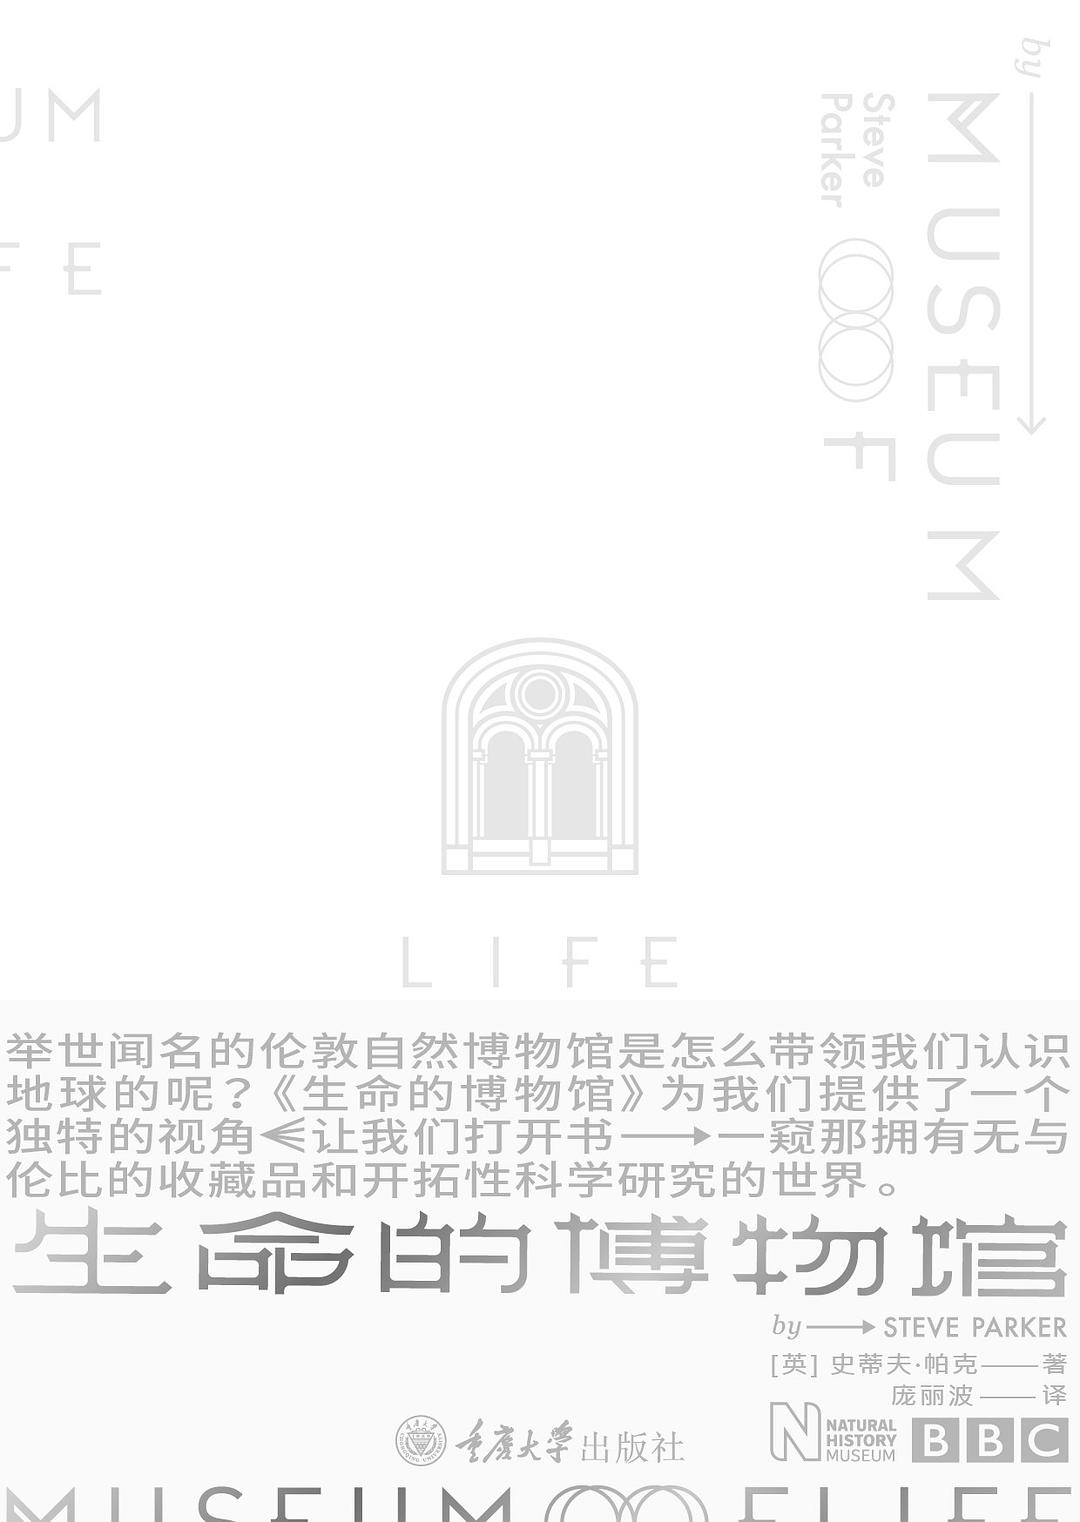 by
MUSEUM
Steve
Parker
OOF
UM
FE
LIFE
举世闻名的伦敦自然博物馆是怎么带领我们认识
地球的呢？《生命的博物馆》为我们提供了一个
独特的视角让我们打开书一窥那拥有无与
伦比的收藏品和开拓性科学研究的世界。
生命的博物馆
by STEVE PARKER
[英] 史蒂夫·帕克——著
庞丽波——译
重庆大学出版社
NATURAL
HISTORY
MUSEUM
BBC
MUSEUM OF LIFE